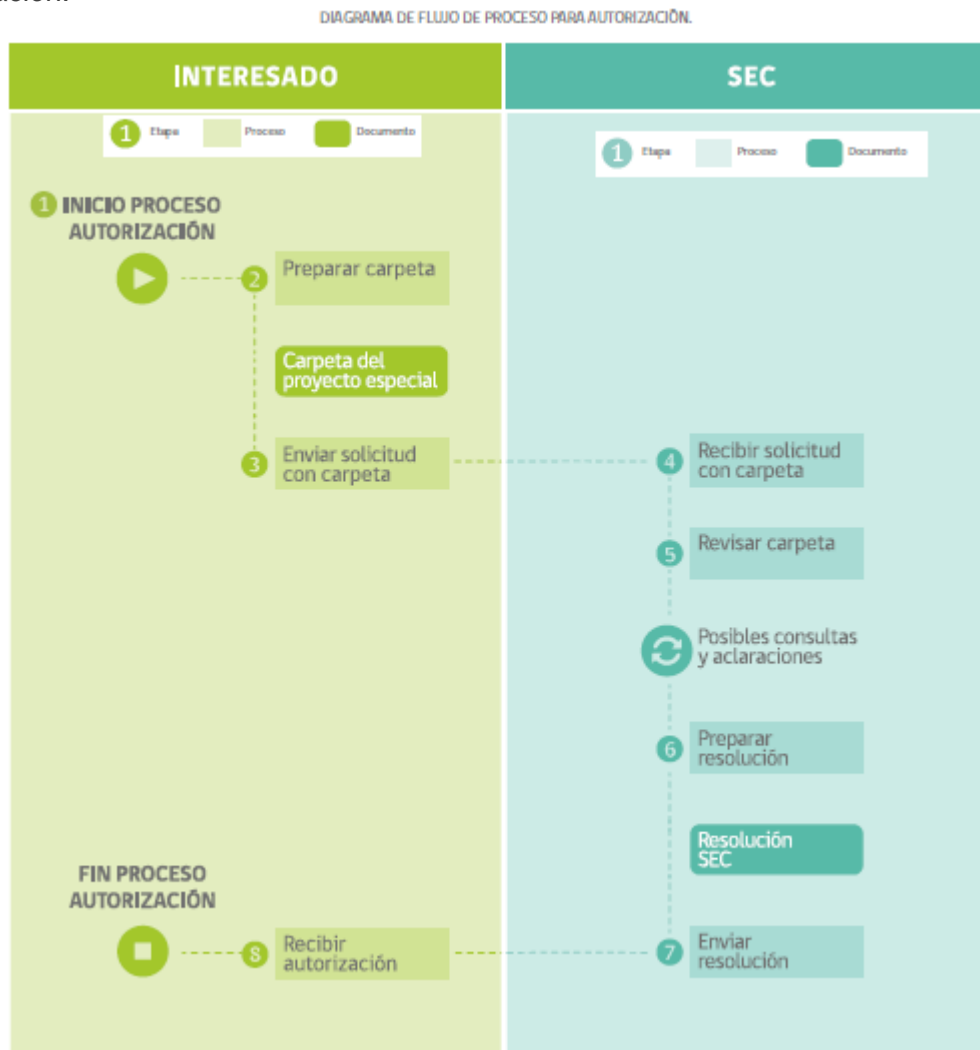 DIAGRAMA DE FLUJO DE PROCESO PARA AUTORIZACIÓN.
INTERESADO
SEC
1 Etapa Proceso Documento
1 Etapa Proceso Documento
1 INICIO PROCESO
AUTORIZACIÓN
2 Preparar carpeta
Carpeta del
proyecto especial
3 Enviar solicitud
con carpeta
4 Recibir solicitud
con carpeta
5 Revisar carpeta
Posibles consultas
y aclaraciones
6 Preparar
resolución
Resolución
SEC
7 Enviar
resolución
FIN PROCESO
AUTORIZACIÓN
8 Recibir
autorización